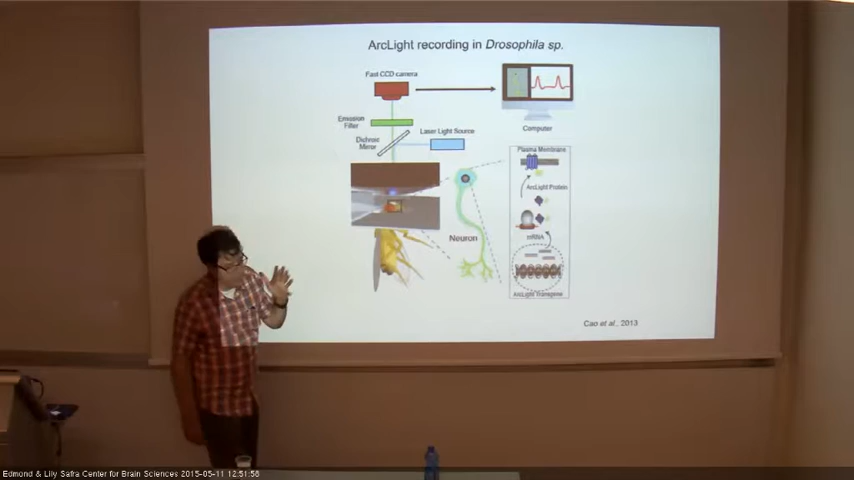 ArcLight recording in Drosophila sp.
Fast CCD camera
Emission
Filter
Dichroic
Mirror
Laser Light Source
Computer
Plasma Membrane
ArcLight Protein
Neuron
mRNA
ArcLight Transgene
Cao et al., 2013
Edmond & Lily Safra Center for Brain Sciences 2015-05-11 12:51:58